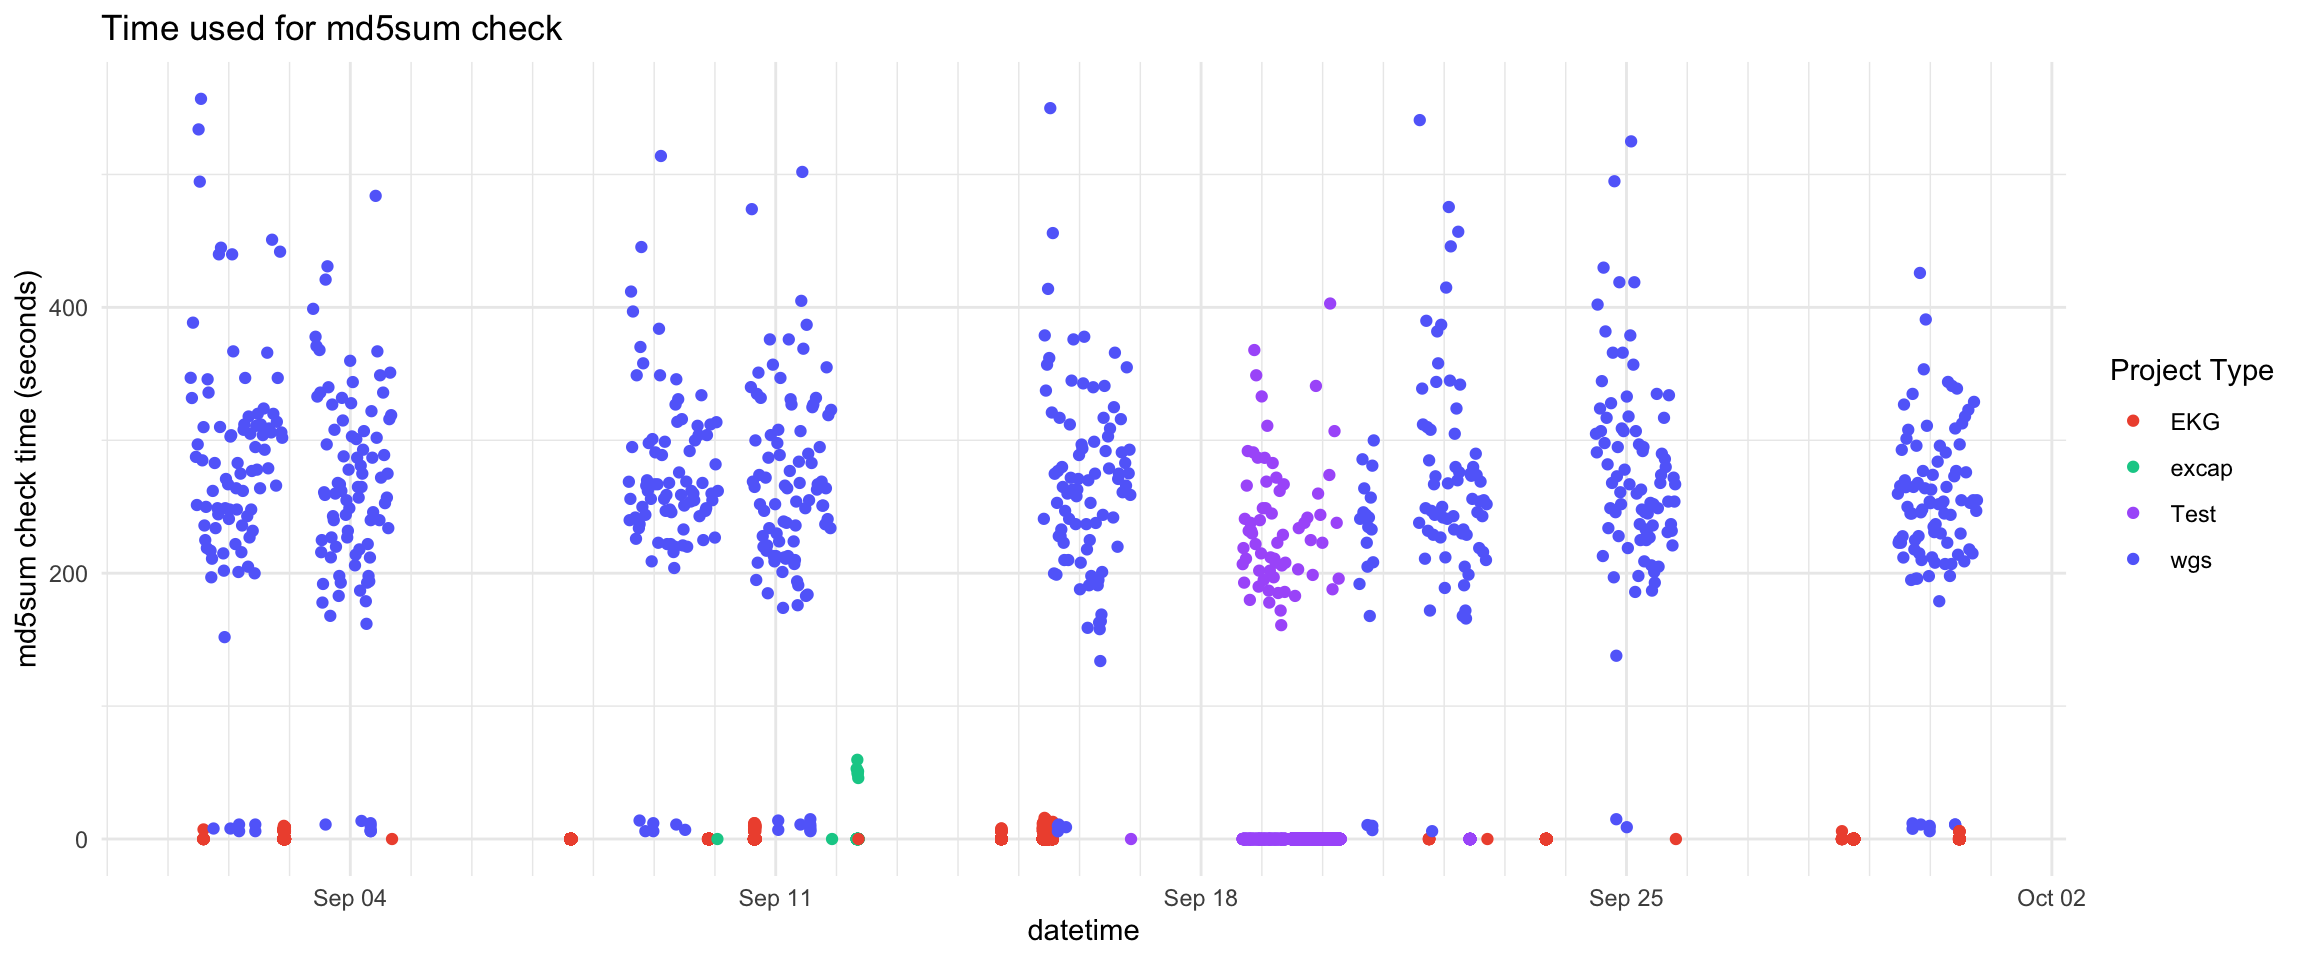 Time used for md5sum check
md5sum check time (seconds)
400
200
0
Sep 04
Sep 11
Sep 18
Sep 25
Oct 02
datetime
Project Type
EKG
excap
Test
wgs